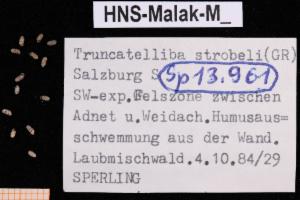 HNS-Malak-M_
Truncatelliba strobeli(GR)
Salzburg S
Sp 13.961
SW-exp.Felszone zwischen
Adnet u.Weidach.Humusaus=
schwemmung aus der Wand.
Laubmischwald.4.10.84/29
SPERLING